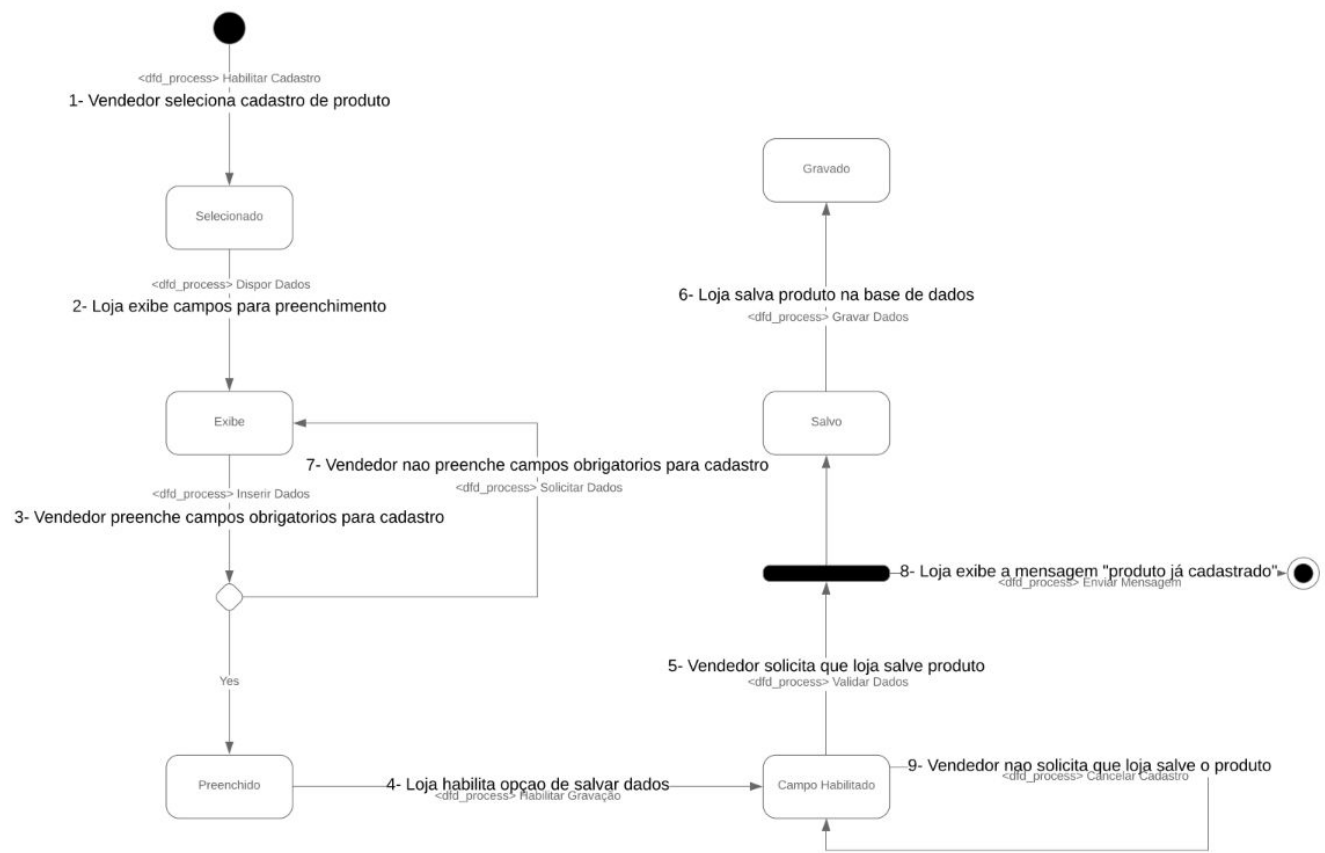 <dfd_process> Habilitar Cadastro
1- Vendedor seleciona cadastro de produto
Selecionado
<dfd_process> Dispor Dados
2- Loja exibe campos para preenchimento
Exibe
<dfd_process> Inserir Dados
3- Vendedor preenche campos obrigatorios para cadastro
7- Vendedor nao preenche campos obrigatorios para cadastro
<dfd_process> Solicitar Dados
Yes
Preenchido
4- Loja habilita opçao de salvar dados
<dfd_process> Habilitar Gravação
Campo Habilitado
9- Vendedor nao solicita que loja salve o produto
<dfd_process> Cancelar Cadastro
5- Vendedor solicita que loja salve produto
<dfd_process> Validar Dados
8- Loja exibe a mensagem "produto já cadastrado"
<dfd_process> Enviar Mensagem
Salvo
6- Loja salva produto na base de dados
<dfd_process> Gravar Dados
Gravado